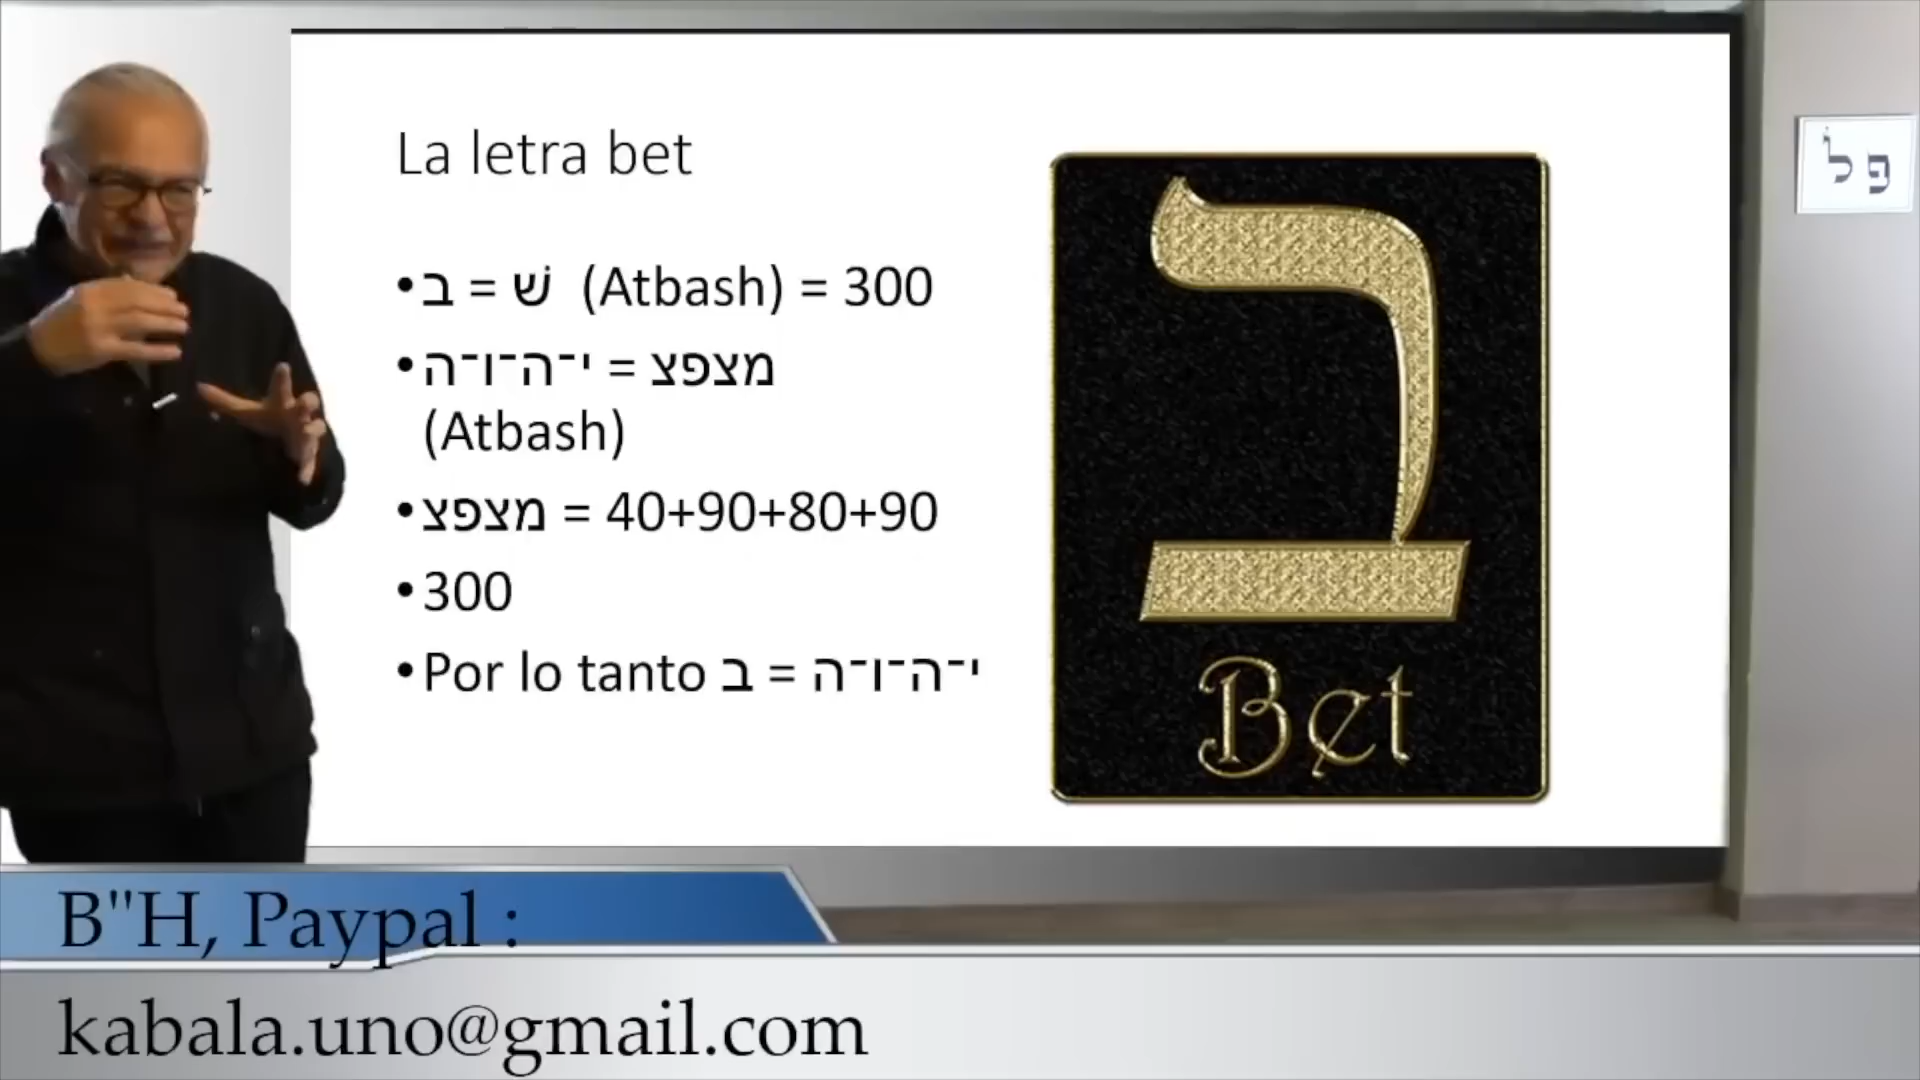 La letra bet
• ב = שׁ (Atbash) = 300
• י־ה־ו־ה = מצפצ
(Atbash)
• מצפצ = 40+90+80+90
• 300
• Por lo tanto ב = י־ה־ו־ה
Bet
פ לֹ
B"H, Paypal :
kabala.uno@gmail.com